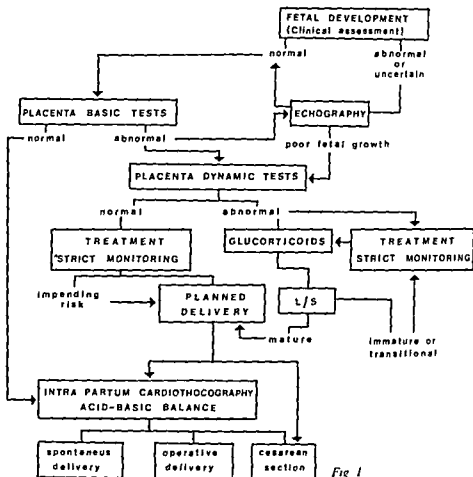 FETAL DEVELOPMENT
(Clinical assessment)
normal
abnormal
or
uncertain
PLACENTA BASIC TESTS
ECHOGRAPHY
normal
abnormal
poor fetal growth
PLACENTA DYNAMIC TESTS
normal
abnormal
TREATMENT
STRICT MONITORING
GLUCORTICOIDS
TREATMENT
STRICT MONITORING
impending
risk
PLANNED
DELIVERY
L/S
mature
immature or
transitional
INTRA PARTUM CARDIOTHOCOGRAPHY
ACID-BASIC BALANCE
spontaneus
delivery
operative
delivery
cesarean
section
Fig 1